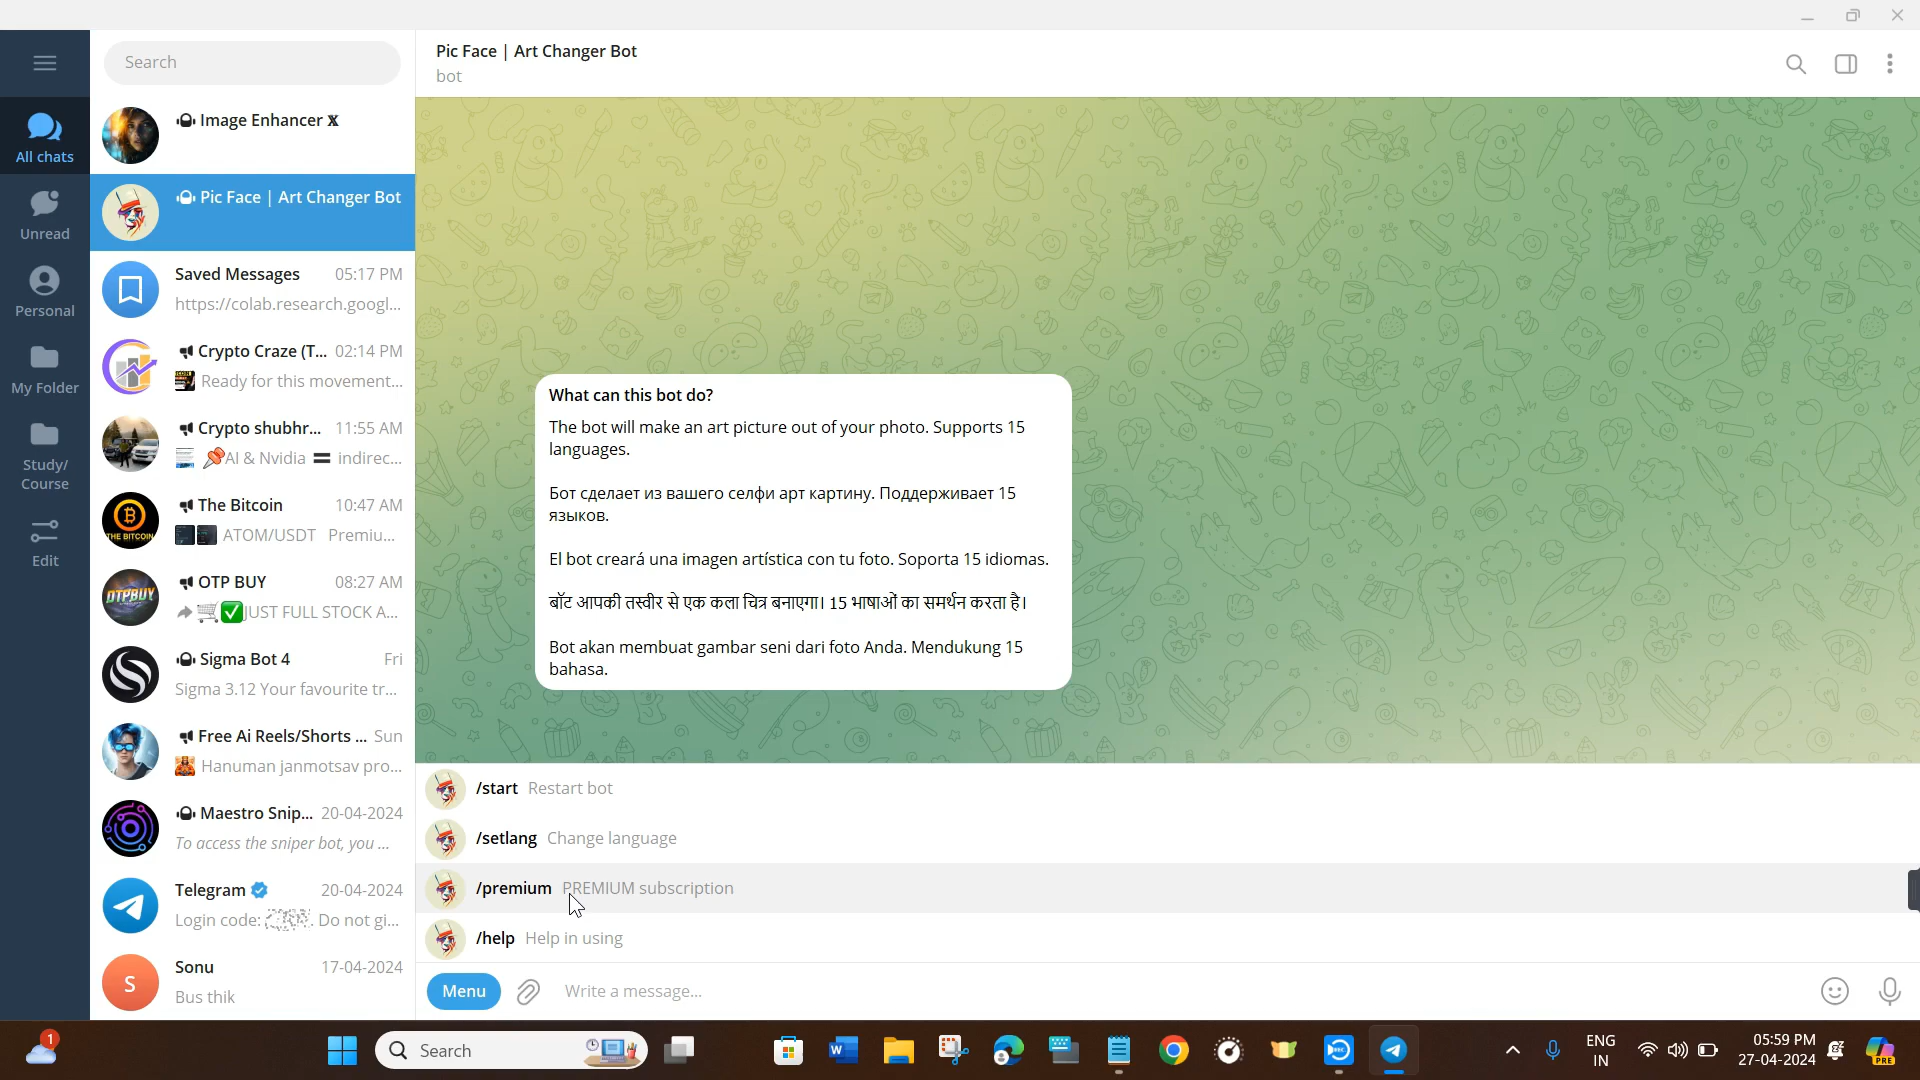 Search
All chats
Unread
Personal
My Folder
Study/
Course
Edit
Image Enhancer 𝕏
Pic Face | Art Changer Bot
Saved Messages 05:17 PM
https://colab.research.googl...
Crypto Craze (T... 02:14 PM
Ready for this movement...
Crypto shubhr... 11:55 AM
📌AI & Nvidia 🟰 indirec...
The Bitcoin 10:47 AM
ATOM/USDT Premiu...
THE BITCOIN
OTP BUY 08:27 AM
🛒✅JUST FULL STOCK A...
OTPBUY
Sigma Bot 4 Fri
Sigma 3.12 Your favourite tr...
Free Ai Reels/Shorts ... Sun
Hanuman janmotsav pro...
Maestro Snip... 20-04-2024
To access the sniper bot, you ...
Telegram 20-04-2024
Login code: Do not gi...
S
Sonu 17-04-2024
Bus thik
Pic Face | Art Changer Bot
bot
What can this bot do?
The bot will make an art picture out of your photo. Supports 15
languages.
Бот сделает из вашего селфи арт картину. Поддерживает 15
языков.
El bot creará una imagen artística con tu foto. Soporta 15 idiomas.
बॉट आपकी तस्वीर से एक कला चित्र बनाएगा। 15 भाषाओं का समर्थन करता है।
Bot akan membuat gambar seni dari foto Anda. Mendukung 15
bahasa.
/start Restart bot
/setlang Change language
/premium PREMIUM subscription
/help Help in using
Menu
Write a message...
1
Search
ENG
IN
05:59 PM
27-04-2024
PRE